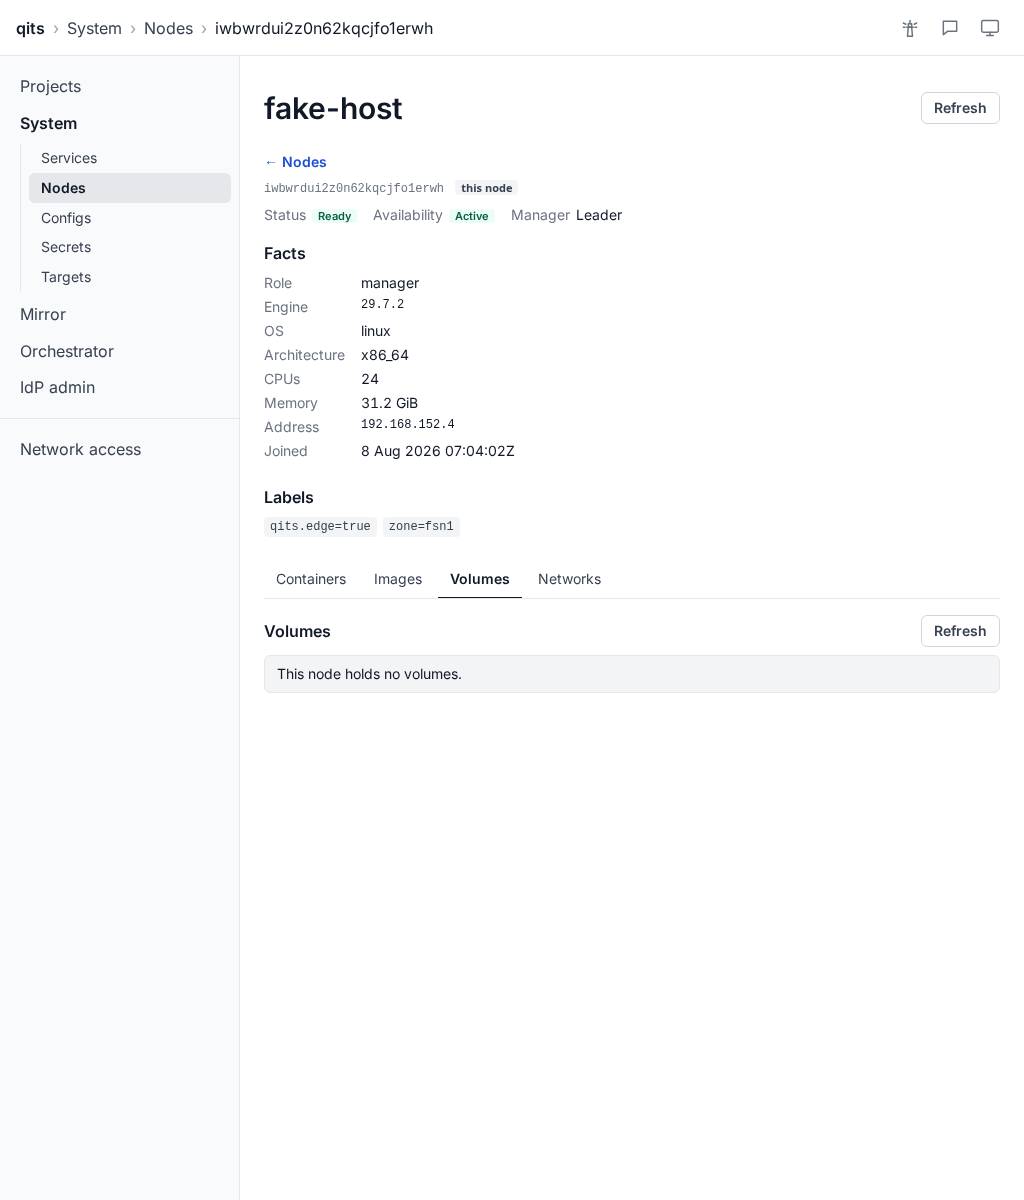 qits › System › Nodes › iwbwrdui2z0n62kqcjfo1erwh
Projects
System
Services
Nodes
Configs
Secrets
Targets
Mirror
Orchestrator
IdP admin
Network access
fake-host
Refresh
← Nodes
iwbwrdui2z0n62kqcjfo1erwh this node
Status Ready Availability Active Manager Leader
Facts
Role manager
Engine 29.7.2
OS linux
Architecture x86_64
CPUs 24
Memory 31.2 GiB
Address 192.168.152.4
Joined 8 Aug 2026 07:04:02Z
Labels
qits.edge=true zone=fsn1
Containers Images Volumes Networks
Volumes
Refresh
This node holds no volumes.